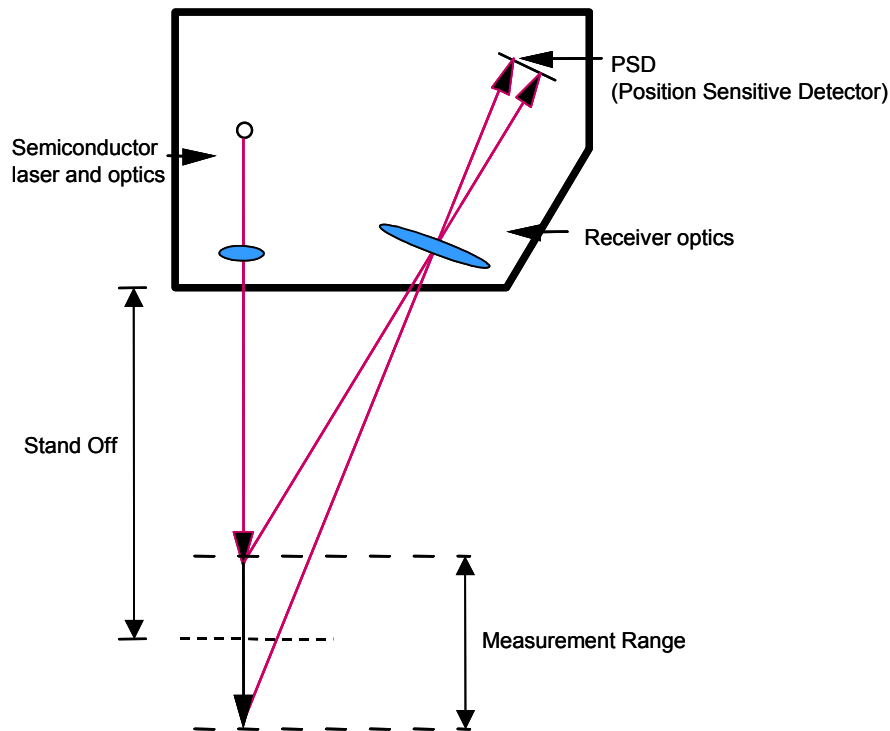 PSD
(Position Sensitive Detector)
Semiconductor
laser and optics
Receiver optics
Stand Off
Measurement Range